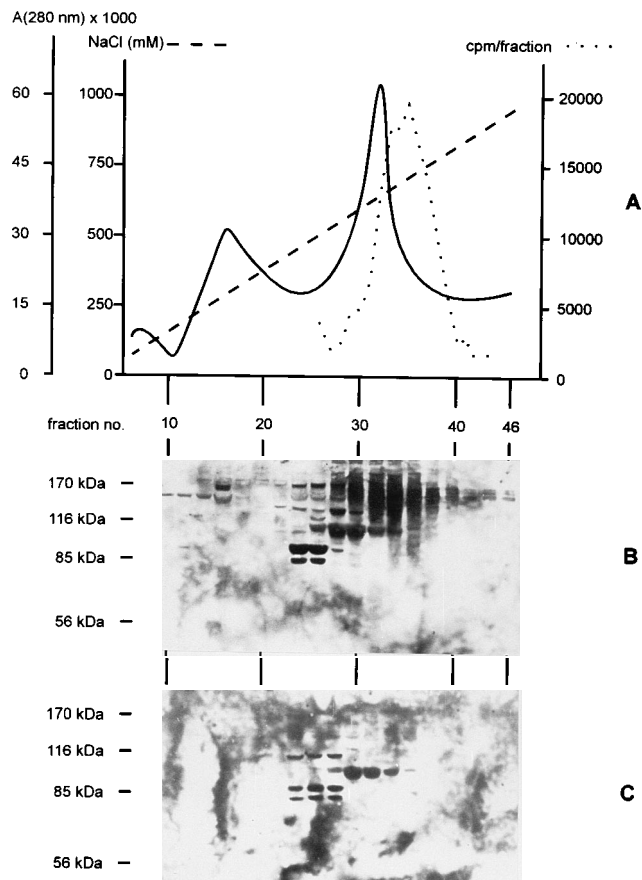 A(280 nm) x 1000
NaCl (mM) cpm/fraction
60 1000 20000
45 750 15000
A
30 500 10000
15 250 5000
0 0 0
fraction no. 10 20 30 40 46
170 kDa
116 kDa
85 kDa
B
56 kDa
170 kDa
116 kDa
85 kDa
C
56 kDa